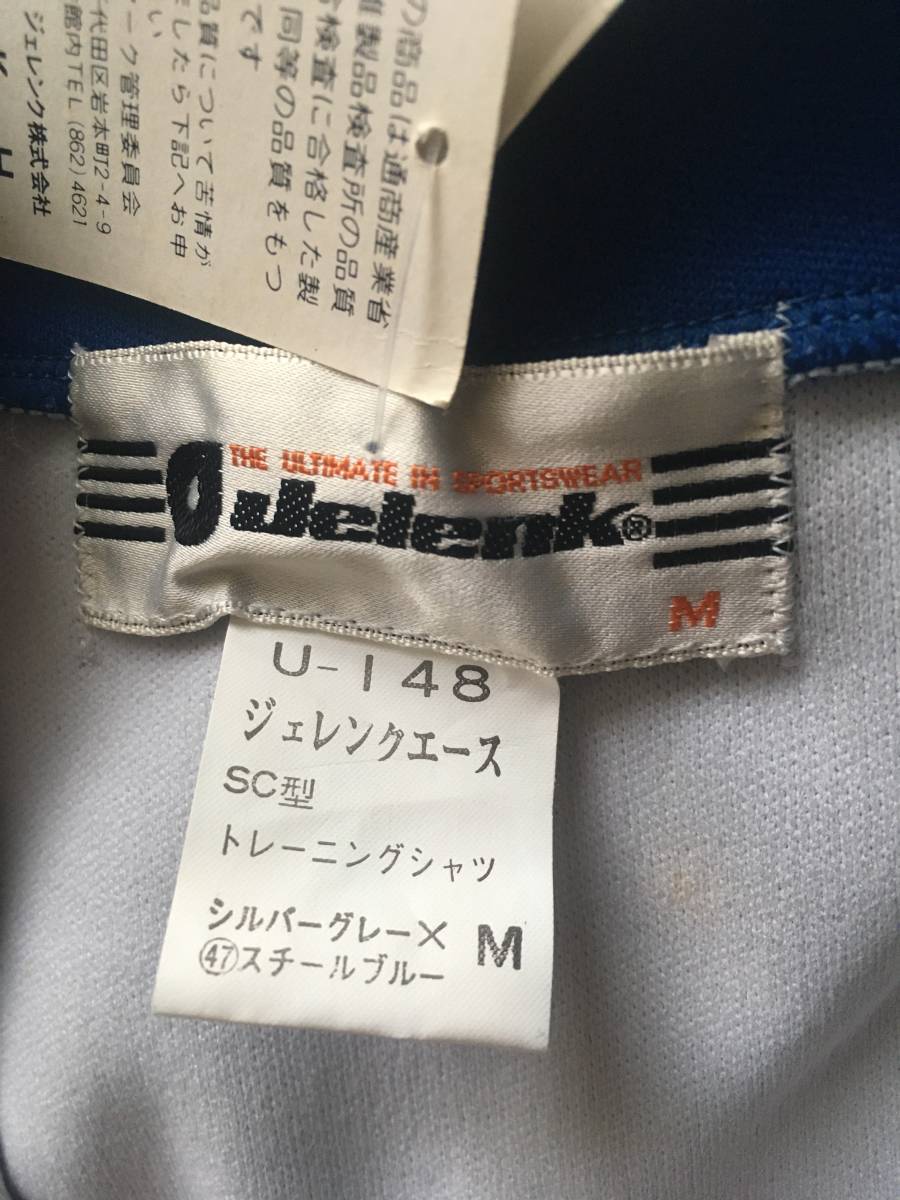 の商品は通商産業省
維製品検査所の品質
合検査に合格した製
同等の品質をもつ
です
品質について苦情が
ましたら下記へお申
い
ーク管理委員会
千代田区岩本町2-4-9
館内TEL (862) 4621
ジェレンク株式会社
THE ULTIMATE IN SPORTSWEAR
Jelenk®
M
U-148
ジェレンクエース
SC型
トレーニングシャツ
シルバーグレー×
㊼スチールブルー M